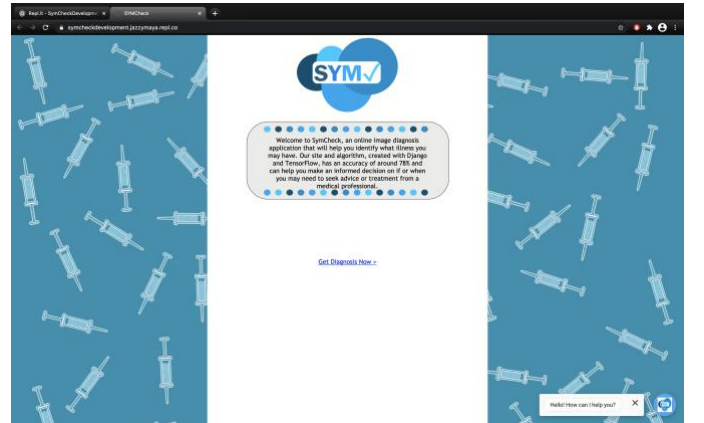 Repl.it - SymCheckDevelopm
SYMCheck
symcheckdevelopment.jazzymaya.repl.co
SYM✓
Welcome to SymCheck, an online image diagnosis
application that will help you identify what illness you
may have. Our site and algorithm, created with Django
and TensorFlow, has an accuracy of around 78% and
can help you make an informed decision on if or when
you may need to seek advice or treatment from a
medical professional.
Get Diagnosis Now >
Hello! How can I help you?